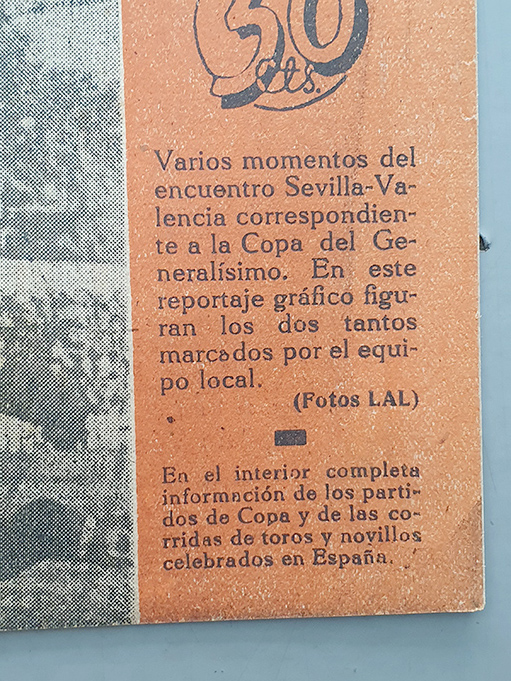 50
cts.
Varios momentos del
encuentro Sevilla-Va-
lencia correspondien-
te a la Copa del Ge-
neralísimo. En este
reportaje gráfico figu-
ran los dos tantos
marcados por el equi-
po local.
(Fotos LAL)
En el interior completa
información de los parti-
dos de Copa y de las co-
rridas de toros y novillos
celebrados en España.